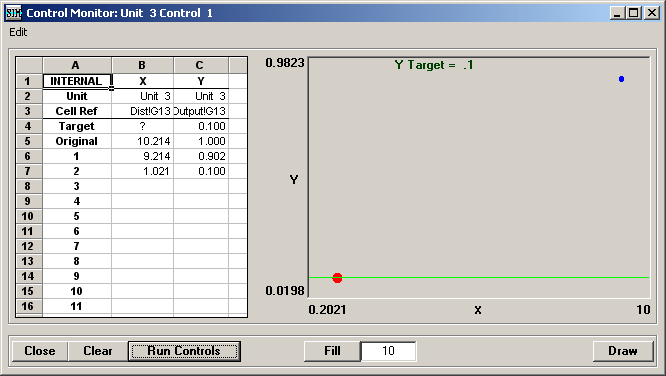 Control Monitor: Unit 3 Control 1
Edit
A B C
1 INTERNAL X Y
2 Unit Unit 3 Unit 3
3 Cell Ref Dist!G13 Output!G13
4 Target ? 0.100
5 Original 10.214 1.000
6 1 9.214 0.902
7 2 1.021 0.100
8 3
9 4
10 5
11 6
12 7
13 8
14 9
15 10
16 11
0.9823
Y Target = .1
Y
0.0198
0.2021 X 10
Close Clear Run Controls Fill 10 Draw